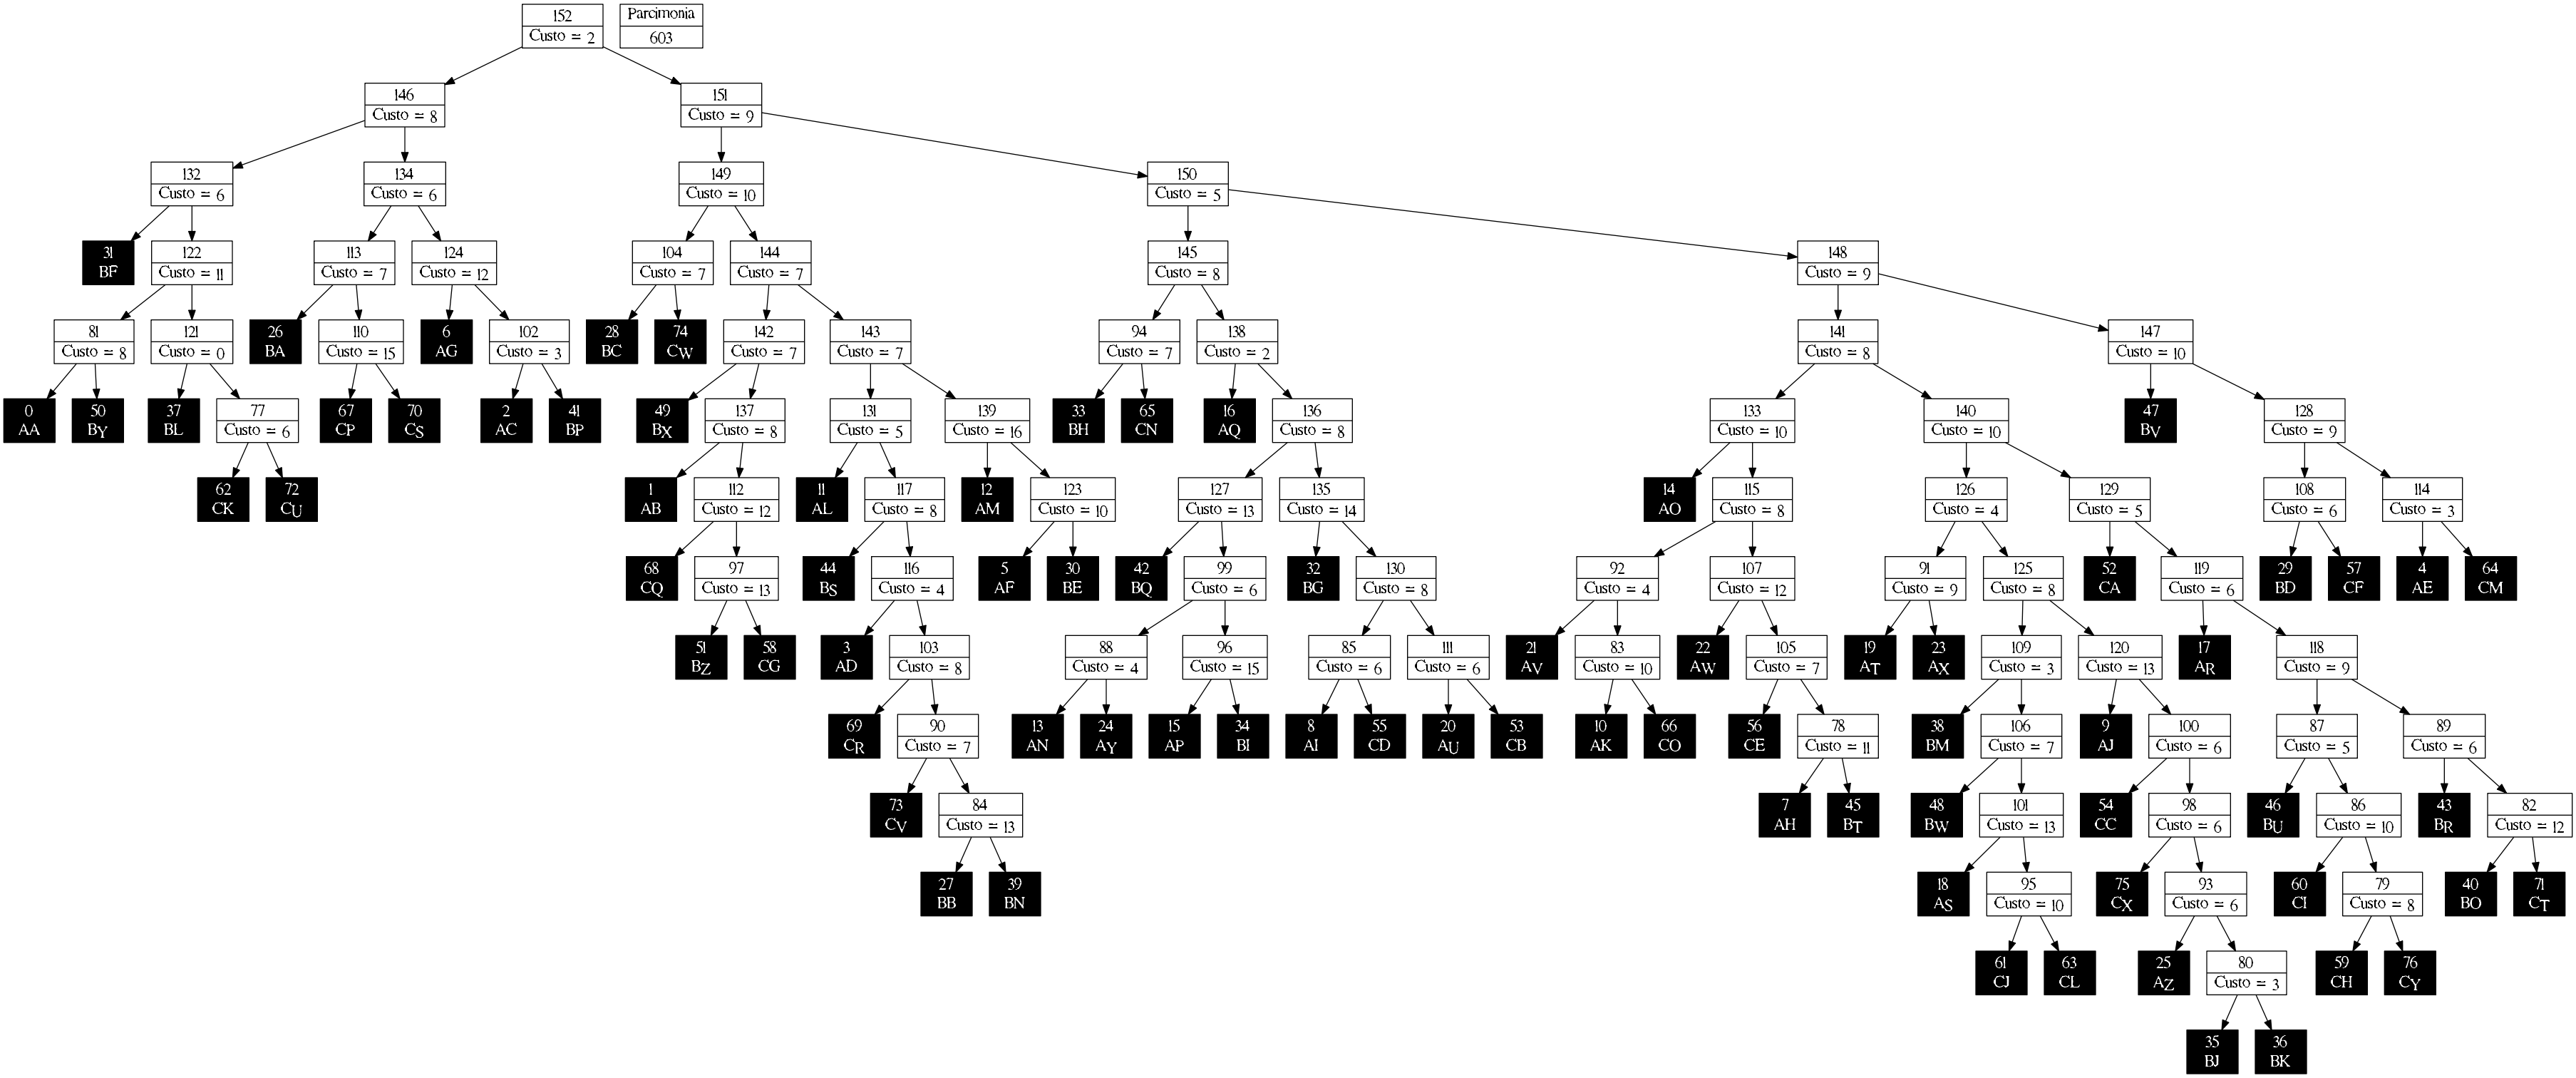 152
Custo = 2
Parcimonia
603
146
Custo = 8
151
Custo = 9
132
Custo = 6
134
Custo = 6
149
Custo = 10
150
Custo = 5
31
BF
122
Custo = 11
113
Custo = 7
124
Custo = 12
104
Custo = 7
144
Custo = 7
145
Custo = 8
148
Custo = 9
81
Custo = 8
121
Custo = 0
26
BA
110
Custo = 15
6
AG
102
Custo = 3
28
BC
74
CW
142
Custo = 7
143
Custo = 7
94
Custo = 7
138
Custo = 2
141
Custo = 8
147
Custo = 10
0
AA
50
BY
37
BL
77
Custo = 6
67
CP
70
CS
2
AC
41
BP
49
BX
137
Custo = 8
131
Custo = 5
139
Custo = 16
33
BH
65
CN
16
AQ
136
Custo = 8
133
Custo = 10
140
Custo = 10
47
BV
128
Custo = 9
62
CK
72
CU
1
AB
112
Custo = 12
11
AL
117
Custo = 8
12
AM
123
Custo = 10
127
Custo = 13
135
Custo = 14
14
AO
115
Custo = 8
126
Custo = 4
129
Custo = 5
108
Custo = 6
114
Custo = 3
68
CQ
97
Custo = 13
44
BS
116
Custo = 4
5
AF
30
BE
42
BQ
99
Custo = 6
32
BG
130
Custo = 8
92
Custo = 4
107
Custo = 12
91
Custo = 9
125
Custo = 8
52
CA
119
Custo = 6
29
BD
57
CF
4
AE
64
CM
51
BZ
58
CG
3
AD
103
Custo = 8
88
Custo = 4
96
Custo = 15
85
Custo = 6
111
Custo = 6
21
AV
83
Custo = 10
22
AW
105
Custo = 7
19
AT
23
AX
109
Custo = 3
120
Custo = 13
17
AR
118
Custo = 9
69
CR
90
Custo = 7
13
AN
24
AY
15
AP
34
BI
8
AI
55
CD
20
AU
53
CB
10
AK
66
CO
56
CE
78
Custo = 11
38
BM
106
Custo = 7
9
AJ
100
Custo = 6
87
Custo = 5
89
Custo = 6
73
CV
84
Custo = 13
7
AH
45
BT
48
BW
101
Custo = 13
54
CC
98
Custo = 6
46
BU
86
Custo = 10
43
BR
82
Custo = 12
27
BB
39
BN
18
AS
95
Custo = 10
75
CX
93
Custo = 6
60
CI
79
Custo = 8
40
BO
71
CT
61
CJ
63
CL
25
AZ
80
Custo = 3
59
CH
76
CY
35
BJ
36
BK